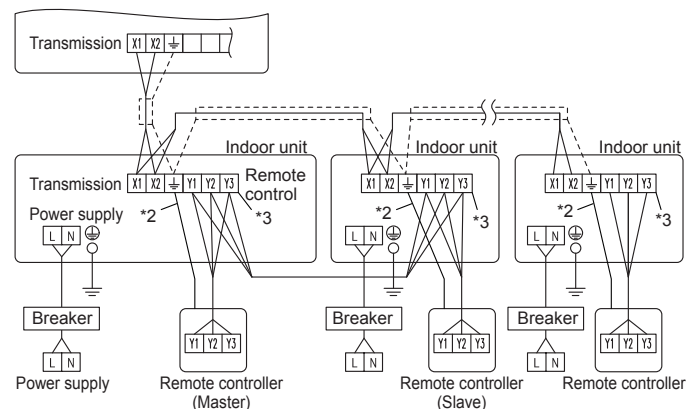 Transmission X1 X2
Indoor unit Indoor unit Indoor unit
Transmission X1 X2 Y1 Y2 Y3 Remote control X1 X2 Y1 Y2 Y3 X1 X2 Y1 Y2 Y3
*2 *3 *2 *3 *2 *3
Power supply
L N L N L N
Breaker Breaker Breaker
Y1 Y2 Y3 Y1 Y2 Y3 Y1 Y2 Y3
L N L N L N
Power supply Remote controller Remote controller Remote controller
(Master) (Slave)